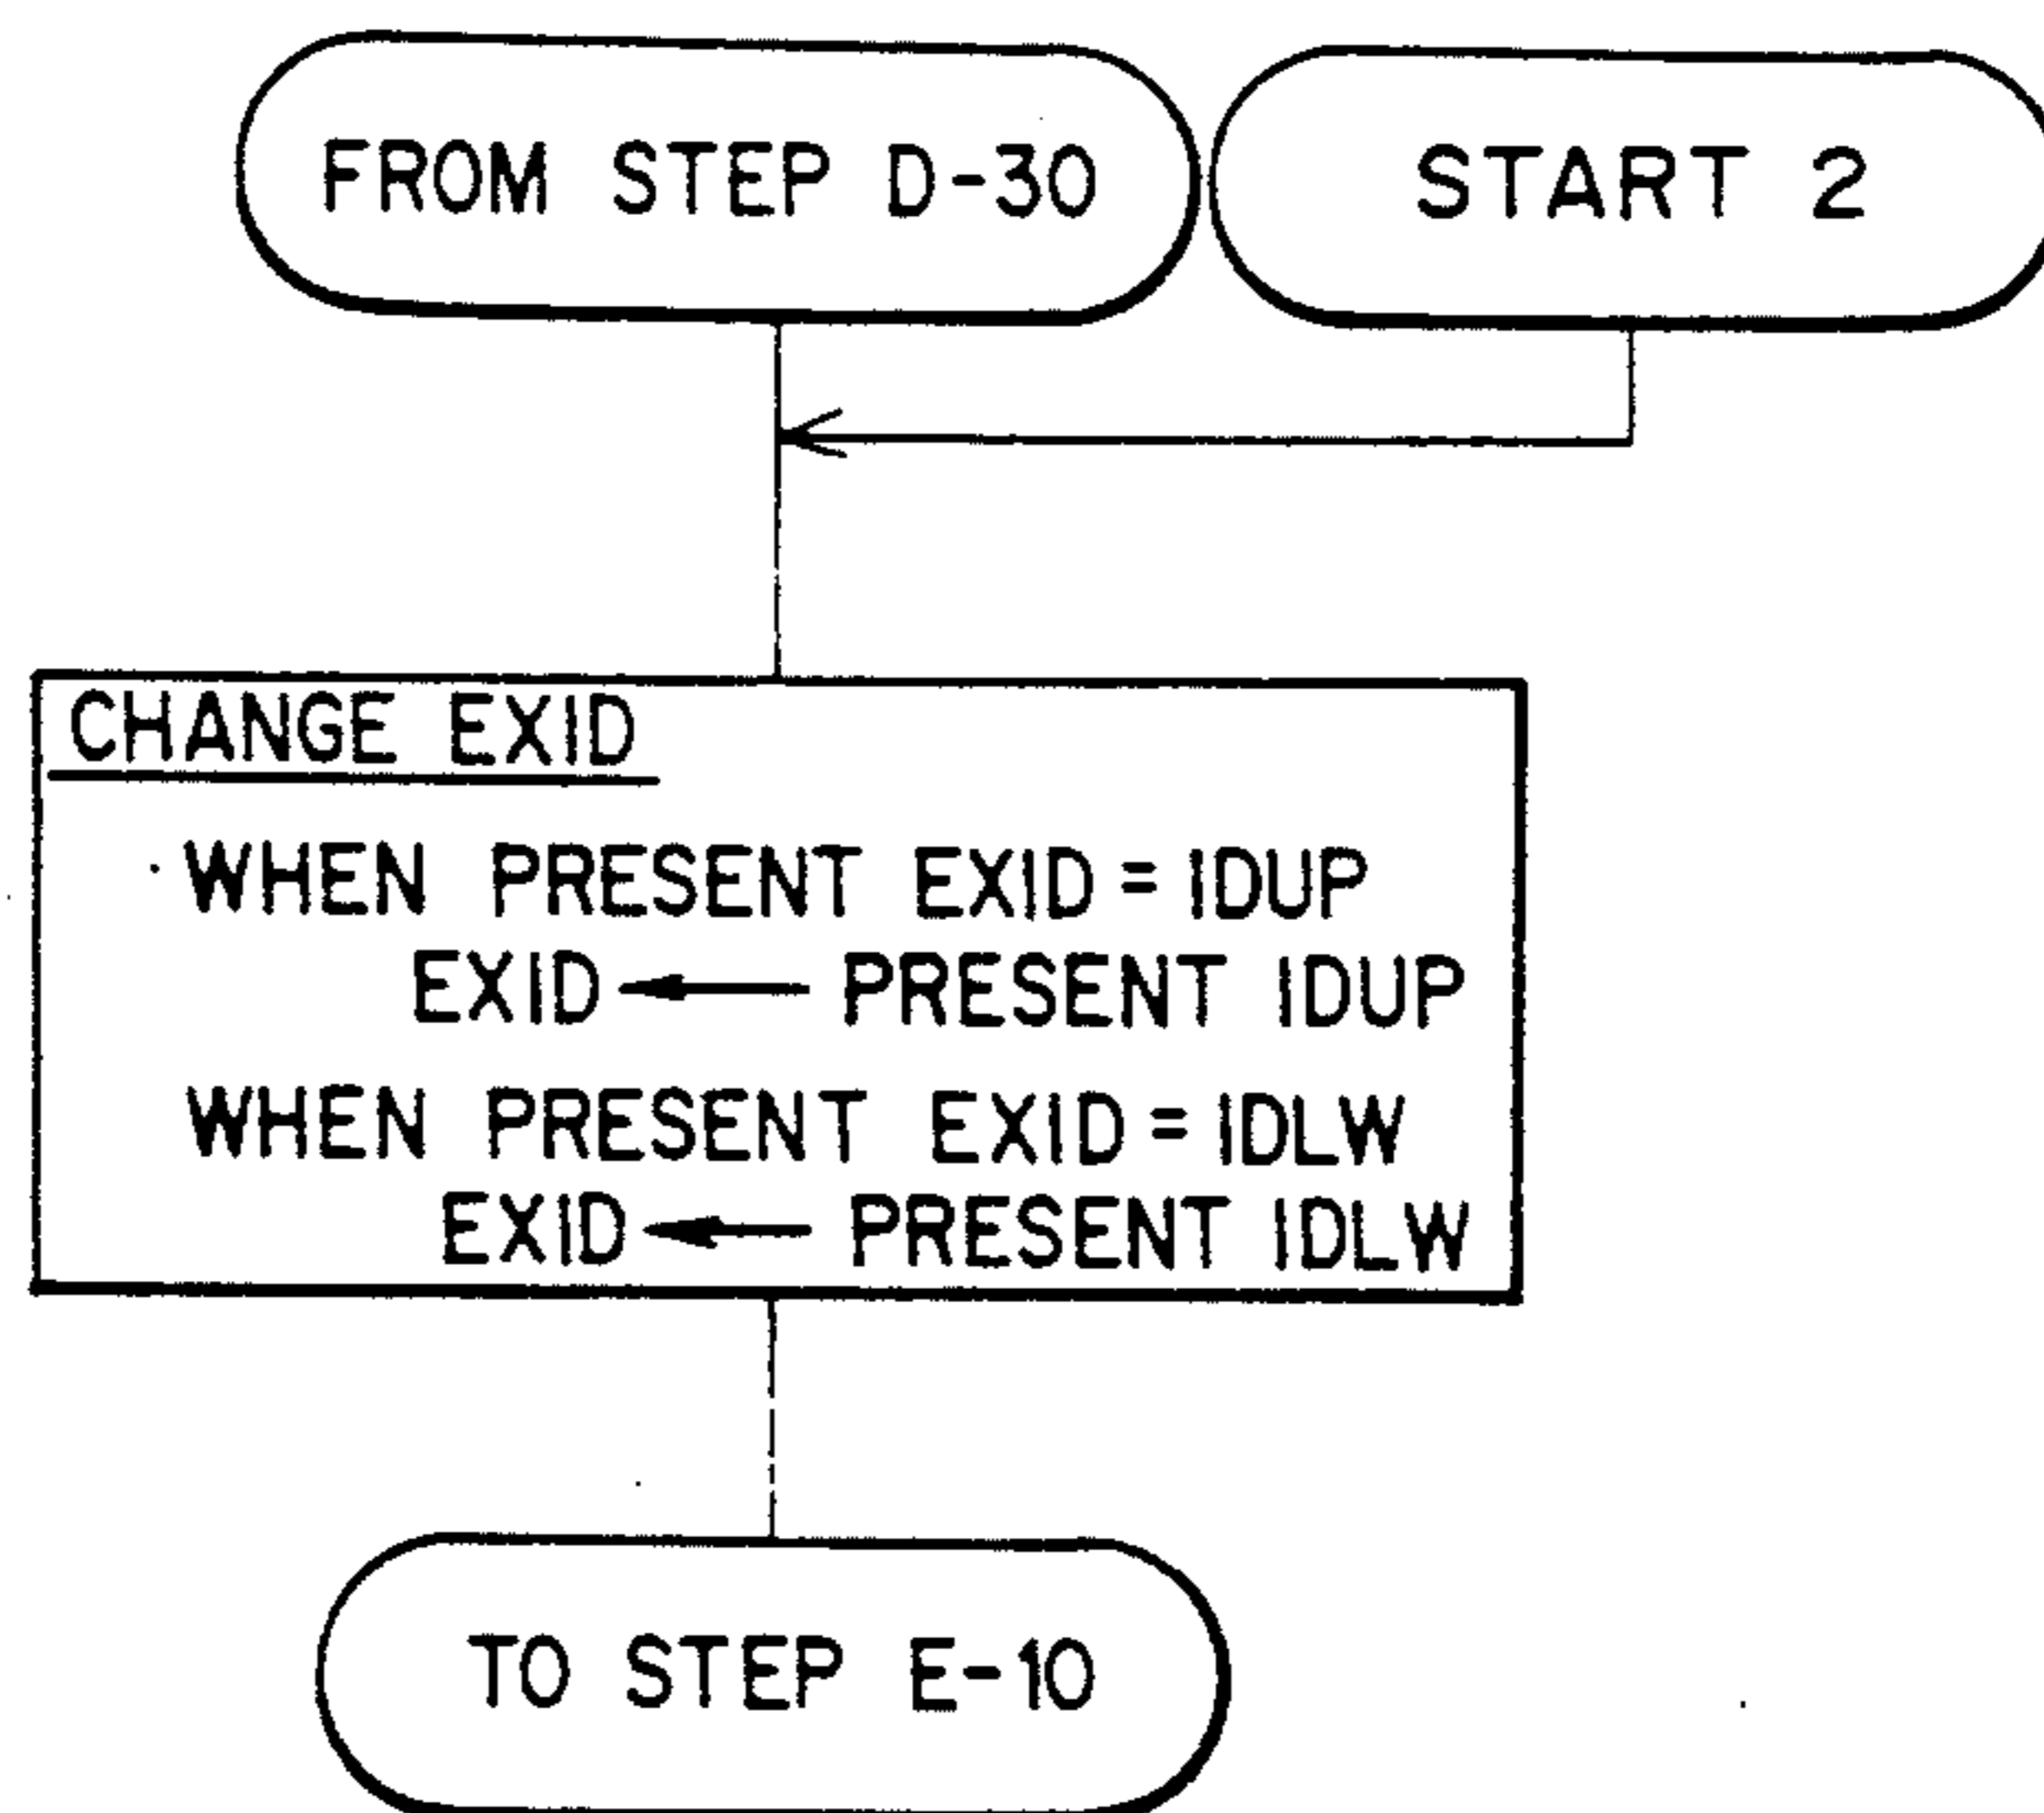 FROM STEP D-30
START 2
CHANGE EXID
· WHEN PRESENT EXID = IDUP
EXID ← PRESENT IDUP
WHEN PRESENT EXID = IDLW
EXID ← PRESENT IDLW
TO STEP E-10